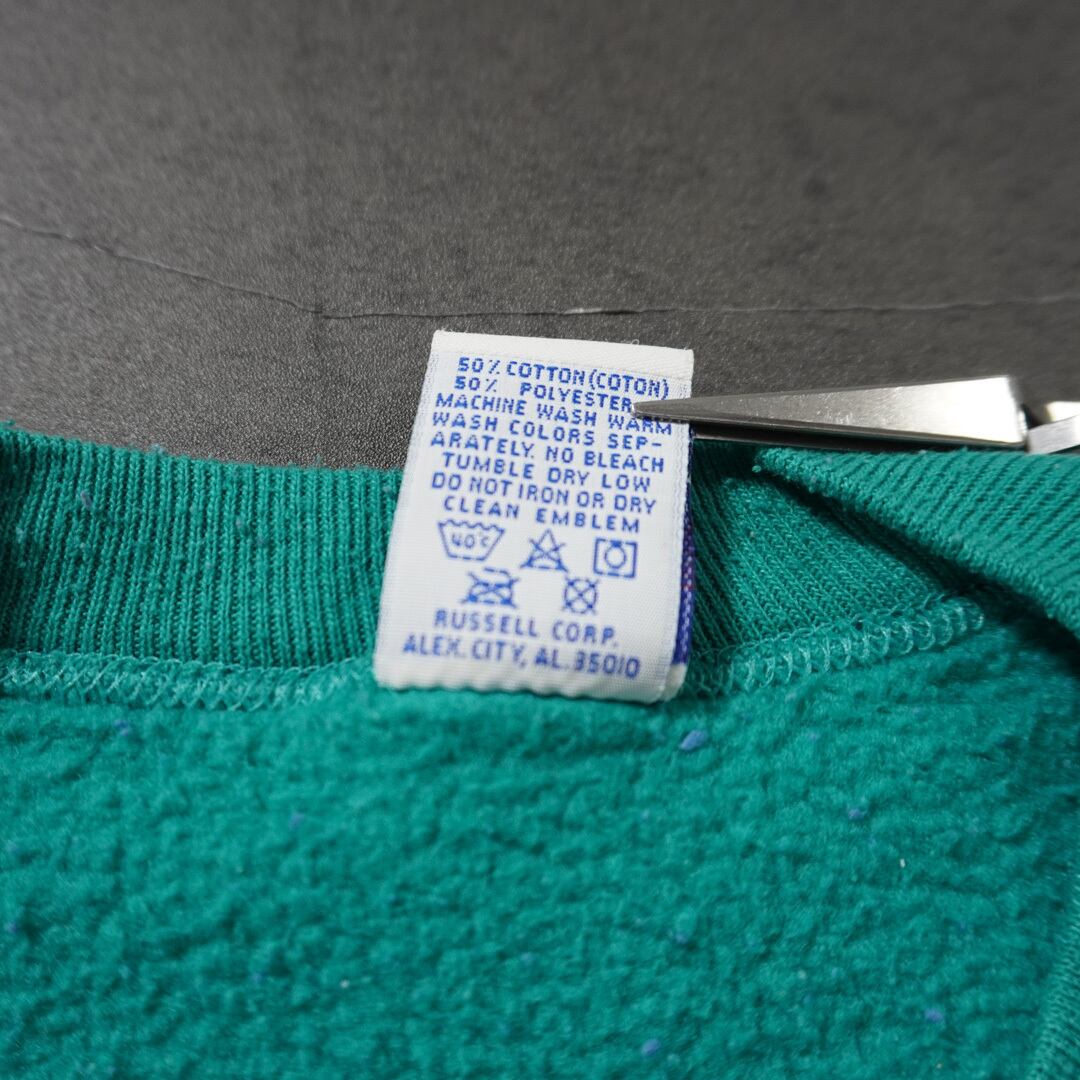 50% COTTON(COTON)
50% POLYESTER
MACHINE WASH WARM
WASH COLORS SEP-
ARATELY. NO BLEACH
TUMBLE DRY LOW
DO NOT IRON OR DRY
CLEAN EMBLEM
40°C
RUSSELL CORP.
ALEX. CITY, AL. 35010